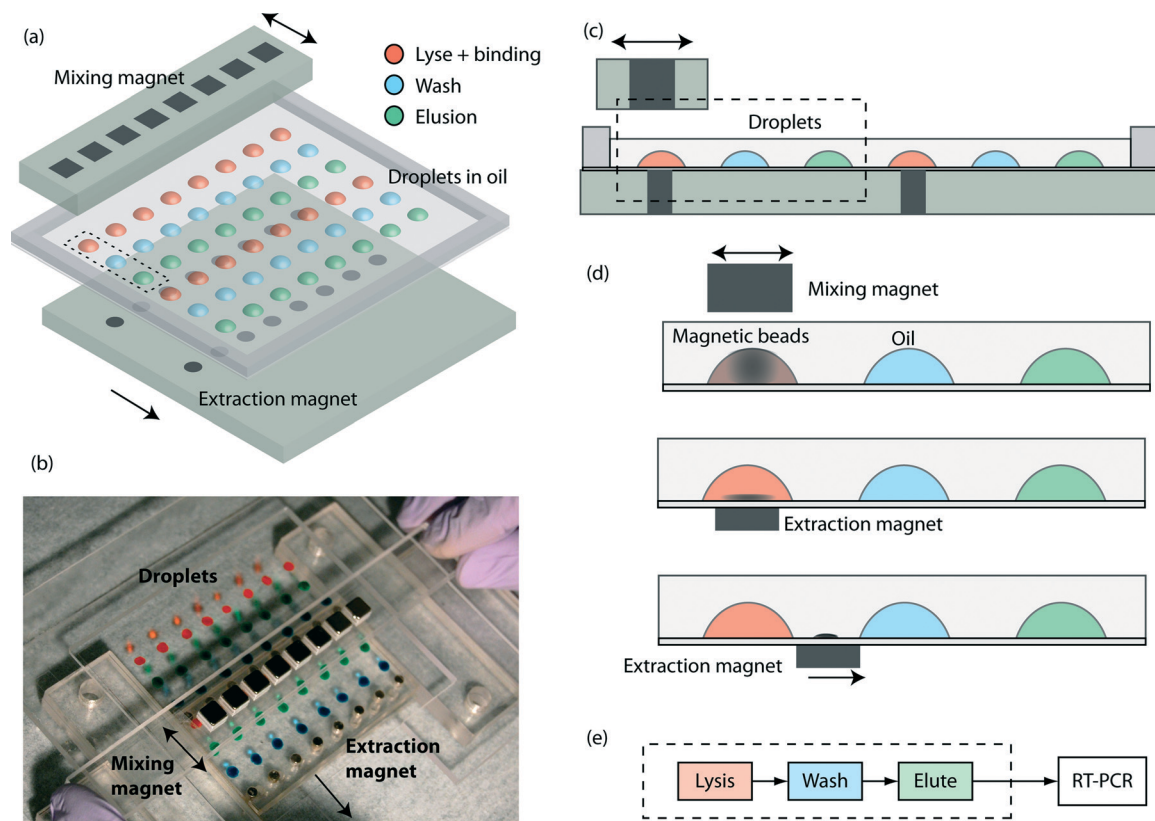 (a)
Mixing magnet
Lyse + binding
Wash
Elusion
Droplets in oil
Extraction magnet
(b)
Droplets
Mixing
magnet
Extraction
magnet
(c)
Droplets
(d)
Mixing magnet
Magnetic beads
Oil
Extraction magnet
Extraction magnet
(e)
Lysis
Wash
Elute
RT-PCR